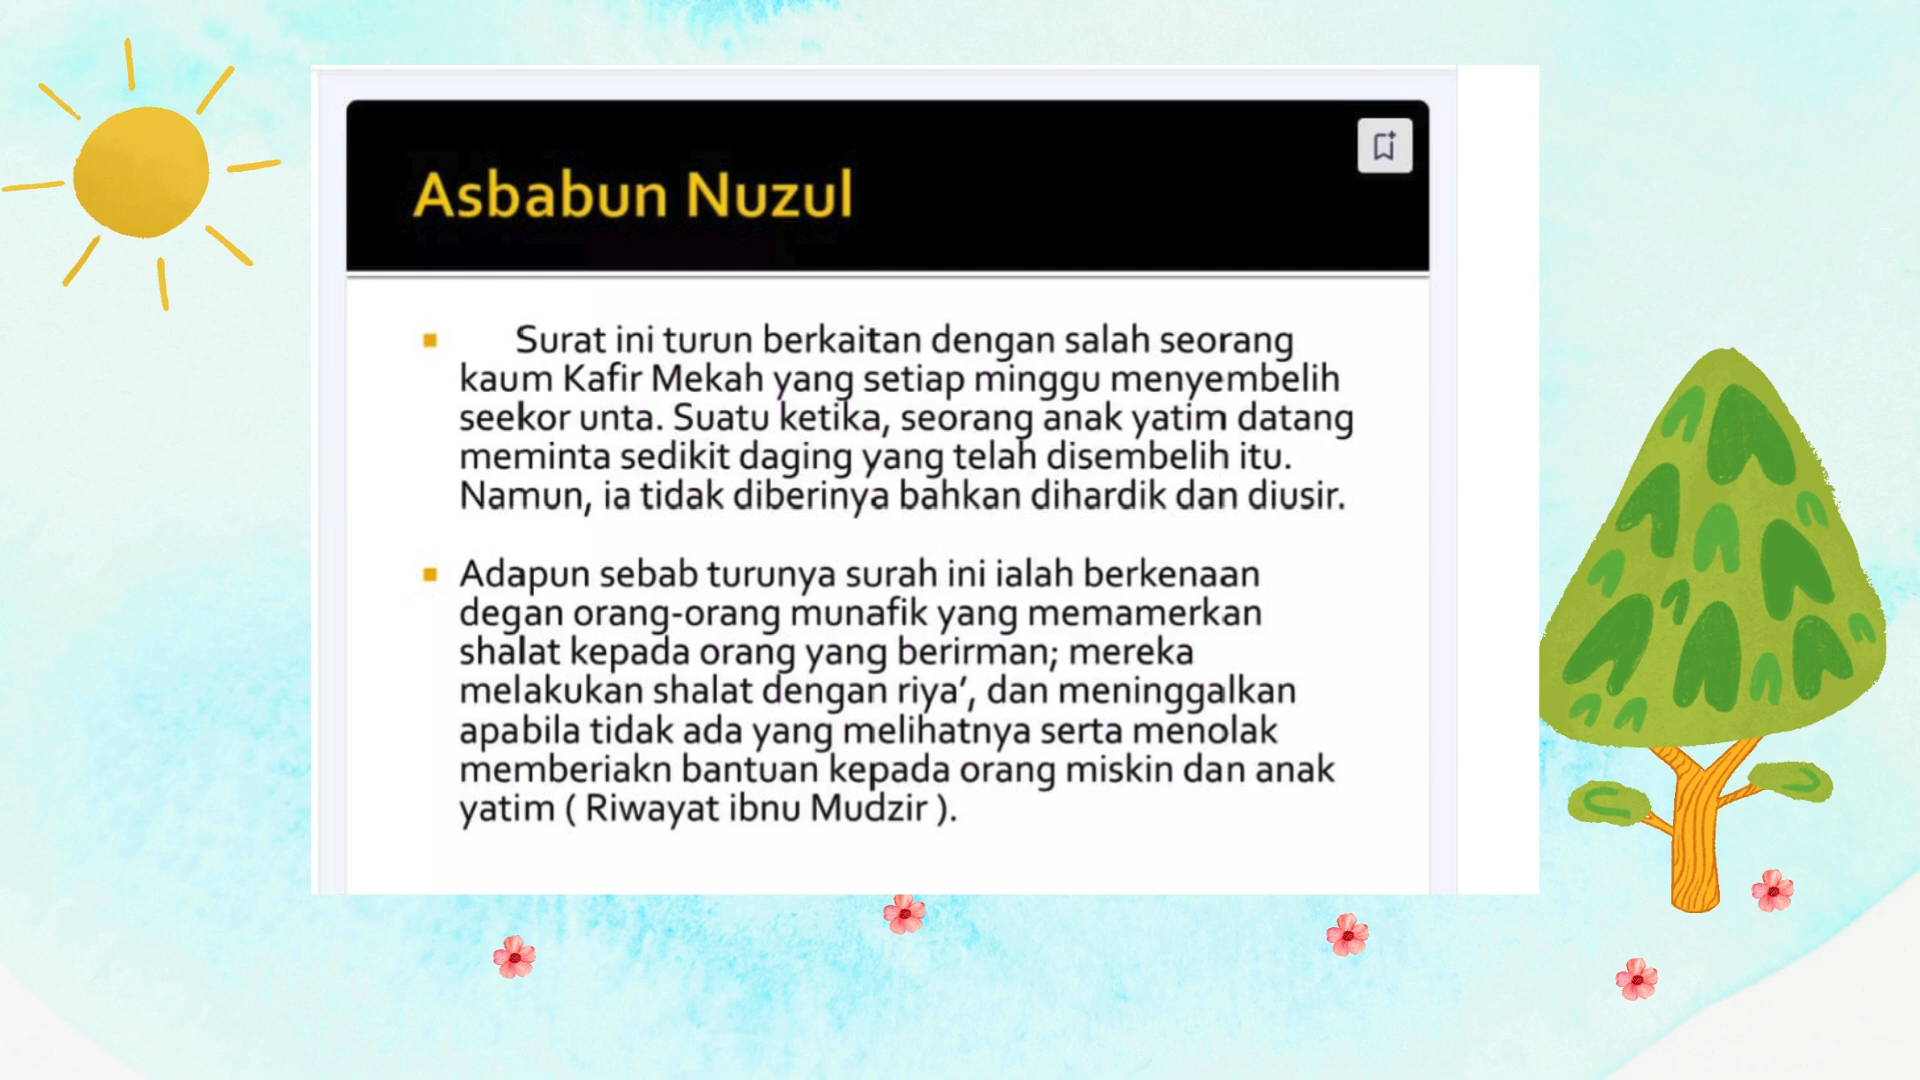 Asbabun Nuzul
Surat ini turun berkaitan dengan salah seorang
kaum Kafir Mekah yang setiap minggu menyembelih
seekor unta. Suatu ketika, seorang anak yatim datang
meminta sedikit daging yang telah disembelih itu.
Namun, ia tidak diberinya bahkan dihardik dan diusir.
Adapun sebab turunya surah ini ialah berkenaan
degan orang-orang munafik yang memamerkan
shalat kepada orang yang berirman; mereka
melakukan shalat dengan riya’, dan meninggalkan
apabila tidak ada yang melihatnya serta menolak
memberiakn bantuan kepada orang miskin dan anak
yatim ( Riwayat ibnu Mudzir ).